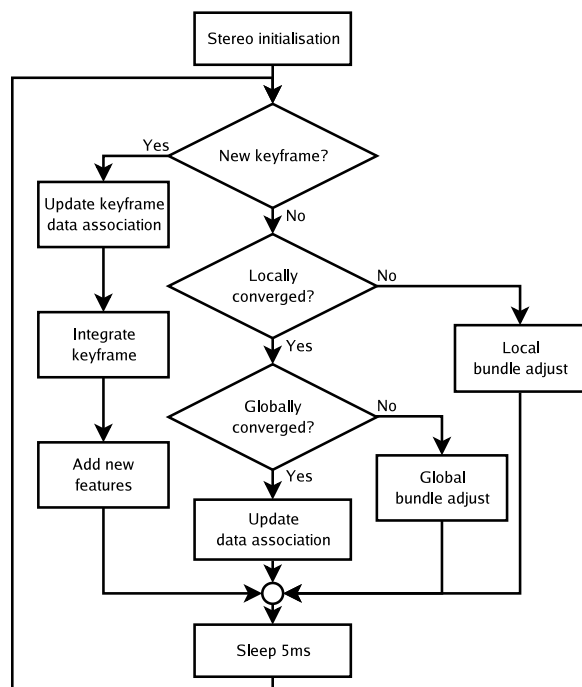 Stereo initialisation
New keyframe?
Yes
No
Update keyframe
data association
Locally
converged?
No
Yes
Integrate
keyframe
Local
bundle adjust
Globally
converged?
No
Yes
Add new
features
Global
bundle adjust
Update
data association
Sleep 5ms